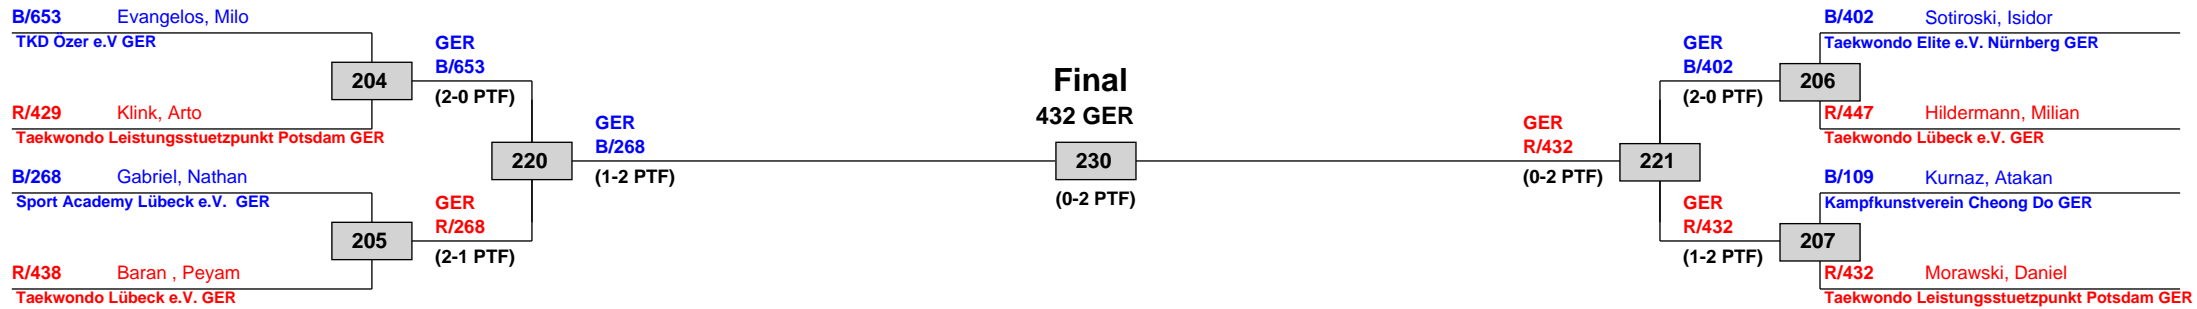 B/653 Evangelos, Milo
TKD Özer e.V GER
204
R/429 Klink, Arto
Taekwondo Leistungsstuetzpunkt Potsdam GER
B/268 Gabriel, Nathan
Sport Academy Lübeck e.V. GER
205
R/438 Baran , Peyam
Taekwondo Lübeck e.V. GER
GER
B/653
(2-0 PTF)
220
GER
R/268
(2-1 PTF)
GER
B/268
(1-2 PTF)
Final
432 GER
230
(0-2 PTF)
GER
R/432
(0-2 PTF)
221
GER
B/402
(2-0 PTF)
GER
R/432
(1-2 PTF)
B/402 Sotiroski, Isidor
Taekwondo Elite e.V. Nürnberg GER
206
R/447 Hildermann, Milian
Taekwondo Lübeck e.V. GER
B/109 Kurnaz, Atakan
Kampfkunstverein Cheong Do GER
207
R/432 Morawski, Daniel
Taekwondo Leistungsstuetzpunkt Potsdam GER